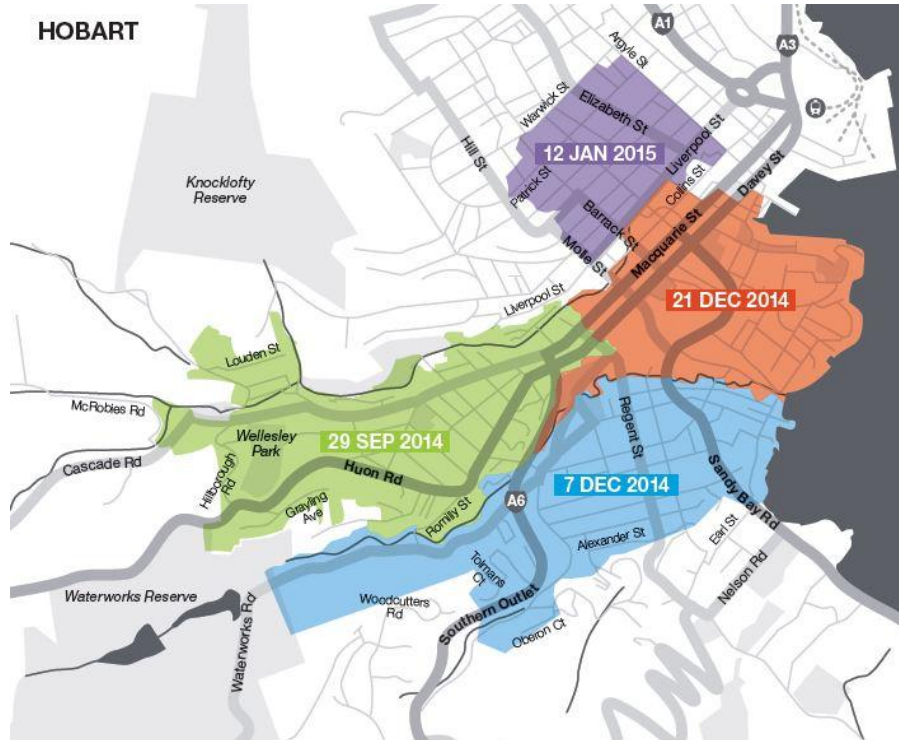 HOBART
A1
A3
Argyle St
Warwick St
Elizabeth St
Hill St
Liverpool St
12 JAN 2015
Knocklofty
Reserve
Patrick St
Collins St
Davey St
Barrack St
Macquarie St
Molle St
21 DEC 2014
Liverpool St
Louden St
McRobies Rd
Wellesley
Park
29 SEP 2014
Regent St
Cascade Rd
Hillborough
Rd
Huon Rd
7 DEC 2014
Sandy Bay Rd
Grayling
Ave
A6
Romilly St
Earl St
Alexander St
Tolmans
Ct
Nelson Rd
Waterworks Reserve
Woodcutters
Rd
Waterworks Rd
Southern Outlet
Oberon Ct